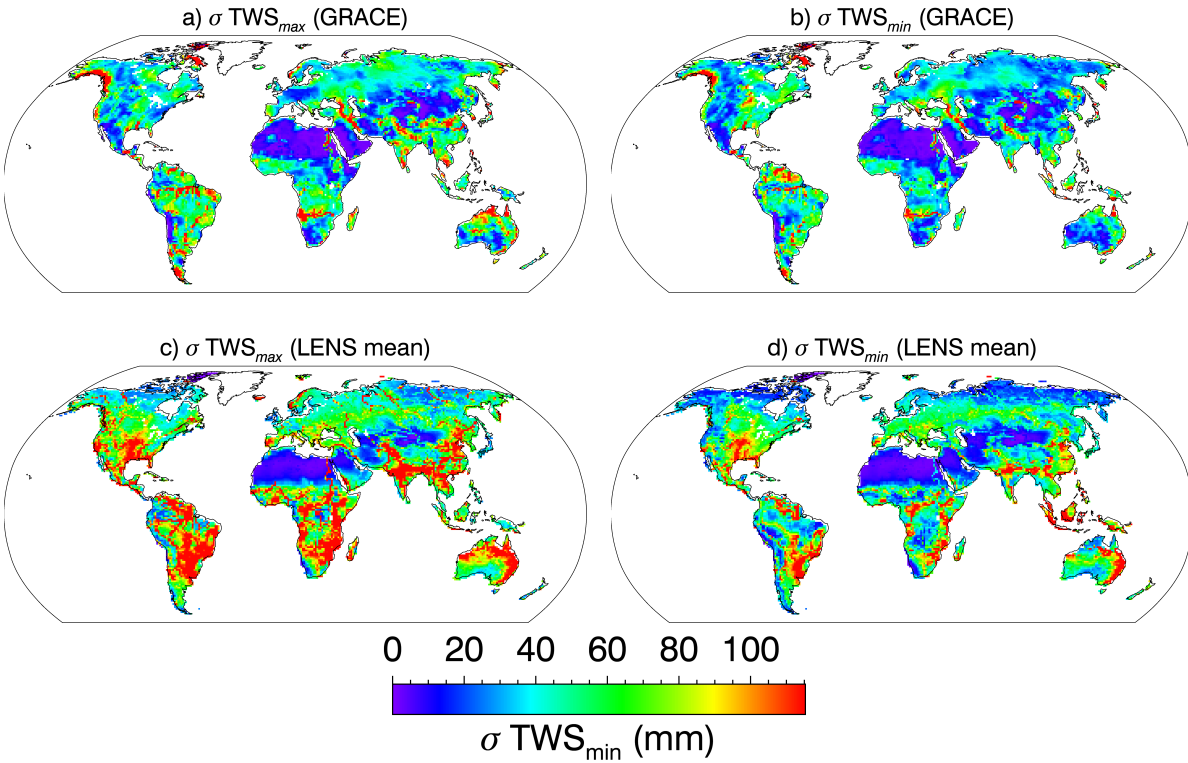 a) σ TWSmax (GRACE)
b) σ TWSmin (GRACE)
c) σ TWSmax (LENS mean)
d) σ TWSmin (LENS mean)
0 20 40 60 80 100
σ TWSmin (mm)